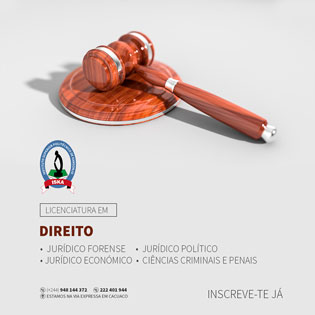 ISKA
LICENCIATURA EM
DIREITO
• JURÍDICO FORENSE • JURÍDICO POLÍTICO
• JURÍDICO ECONÓMICO • CIÊNCIAS CRIMINAIS E PENAIS
(+244) 948 144 372 222 401 944
ESTAMOS NA VIA EXPRESSA EM CACUACO
INSCREVE-TE JÁ